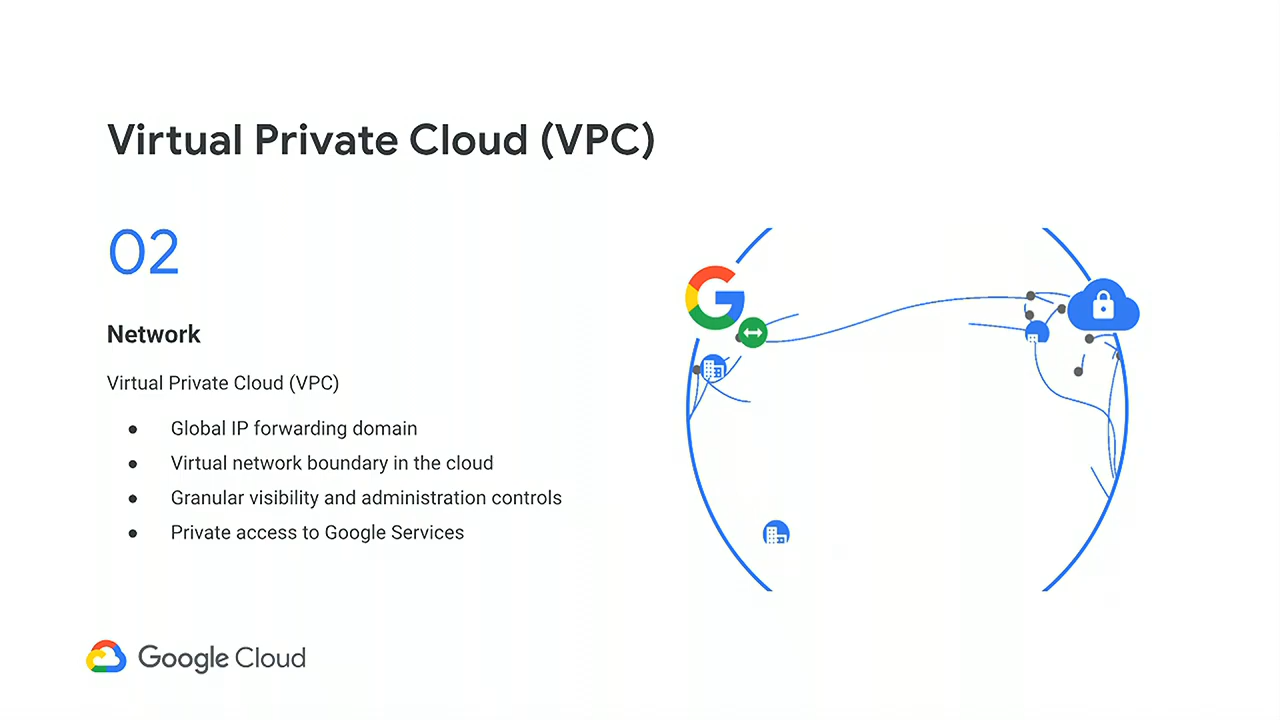 Virtual Private Cloud (VPC)
02
Network
Virtual Private Cloud (VPC)
● Global IP forwarding domain
● Virtual network boundary in the cloud
● Granular visibility and administration controls
● Private access to Google Services
G
Google Cloud